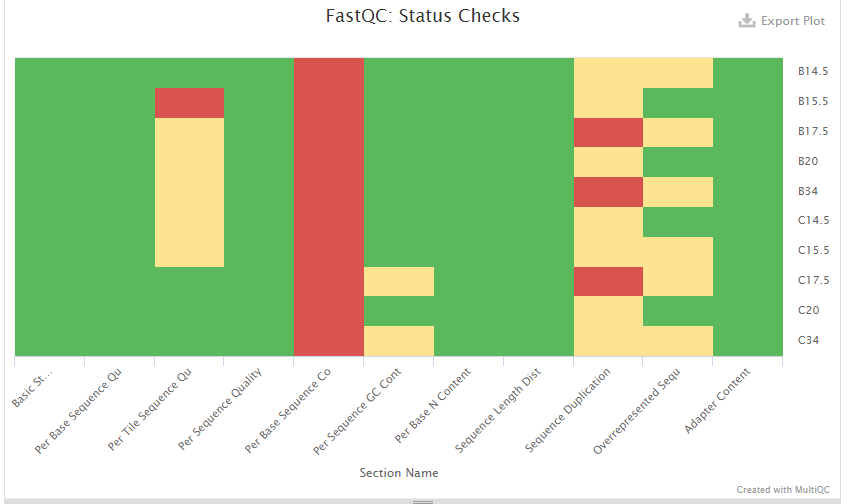 FastQC: Status Checks
Export Plot
B14.5
B15.5
B17.5
B20
B34
C14.5
C15.5
C17.5
C20
C34
Basic St...
Per Base Sequence Qu
Per Tile Sequence Qu
Per Sequence Quality
Per Base Sequence Co
Per Sequence GC Cont
Per Base N Content
Sequence Length Dist
Sequence Duplication
Overrepresented Sequ
Adapter Content
Section Name
Created with MultiQC